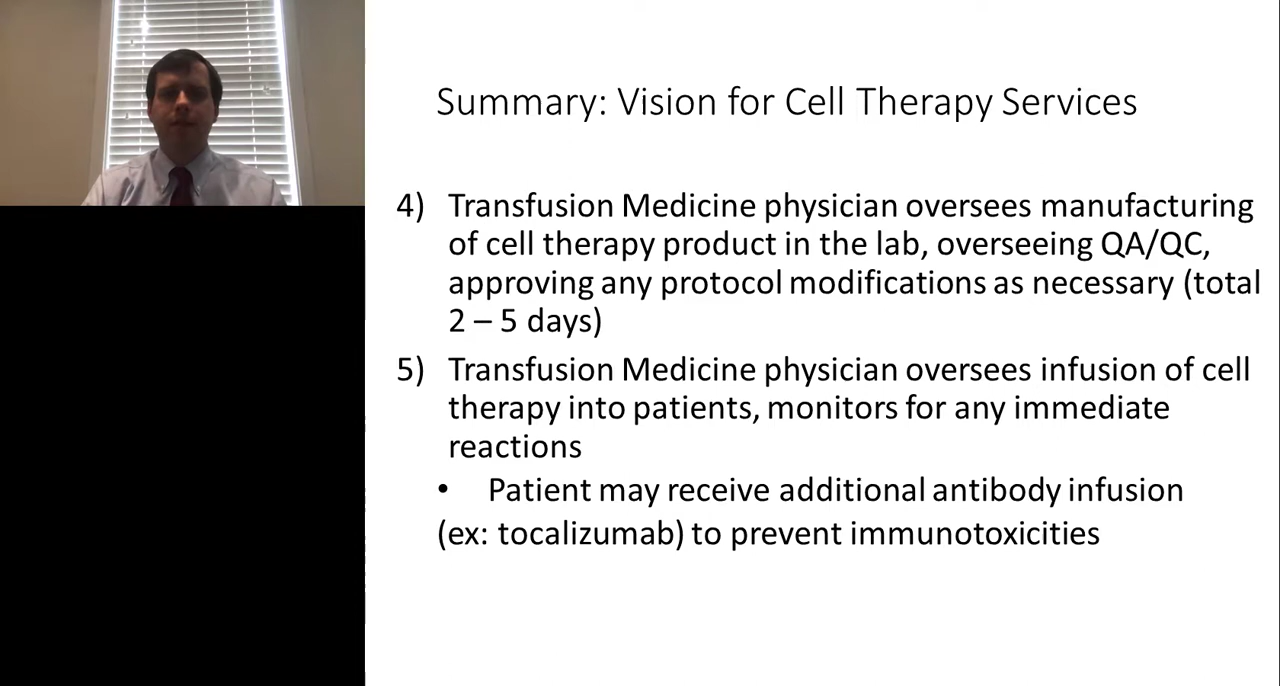 Summary: Vision for Cell Therapy Services
4) Transfusion Medicine physician oversees manufacturing
of cell therapy product in the lab, overseeing QA/QC,
approving any protocol modifications as necessary (total
2 – 5 days)
5) Transfusion Medicine physician oversees infusion of cell
therapy into patients, monitors for any immediate
reactions
• Patient may receive additional antibody infusion
(ex: tocalizumab) to prevent immunotoxicities